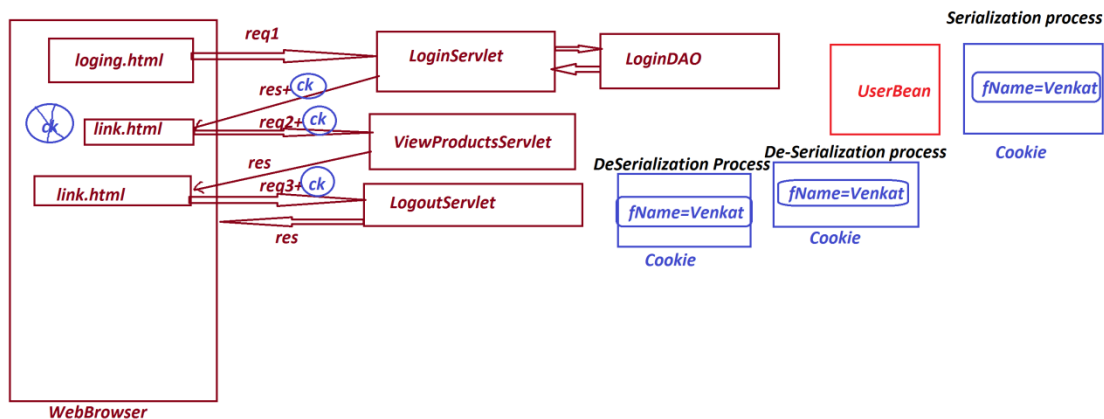 Serialization process
req1
loging.html
LoginServlet
LoginDAO
UserBean
fName=Venkat
res+ ck
req2+ ck
ck
link.html
ViewProductsServlet
Cookie
res
DeSerialization Process
De-Serialization process
link.html
req3+ ck
LogoutServlet
fName=Venkat
fName=Venkat
res
Cookie
Cookie
WebBrowser